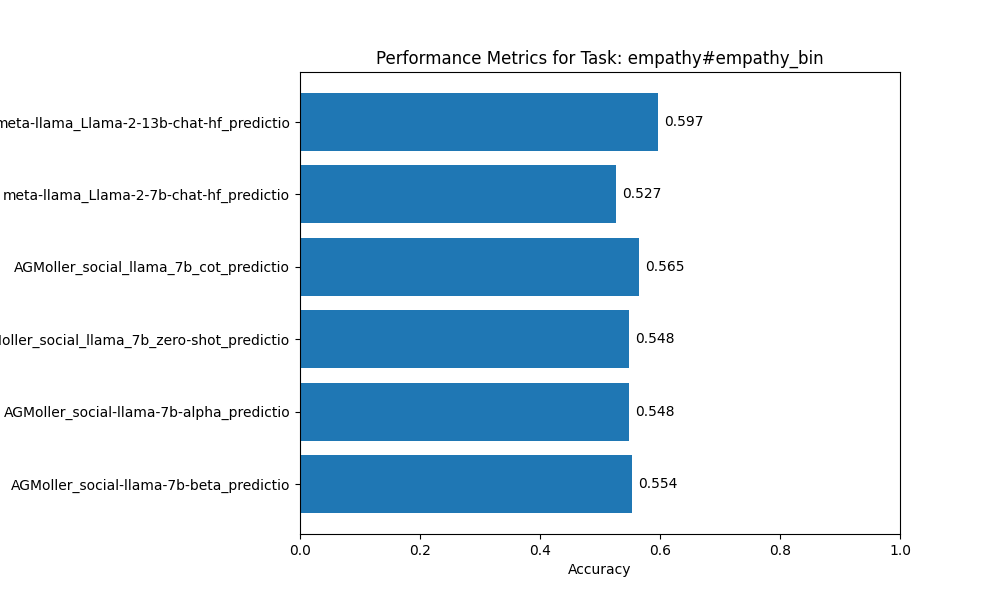 Performance Metrics for Task: empathy#empathy_bin
meta-llama_Llama-2-13b-chat-hf_predictio
0.597
meta-llama_Llama-2-7b-chat-hf_predictio
0.527
AGMoller_social_llama_7b_cot_predictio
0.565
oller_social_llama_7b_zero-shot_predictio
0.548
AGMoller_social-llama-7b-alpha_predictio
0.548
AGMoller_social-llama-7b-beta_predictio
0.554
0.0 0.2 0.4 0.6 0.8 1.0
Accuracy